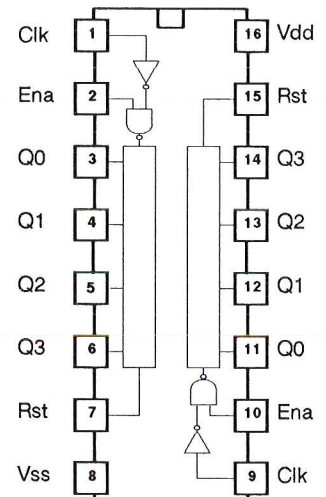 Clk 1 16 Vdd
Ena 2 15 Rst
Q0 3 14 Q3
Q1 4 13 Q2
Q2 5 12 Q1
Q3 6 11 Q0
Rst 7 10 Ena
Vss 8 9 Clk